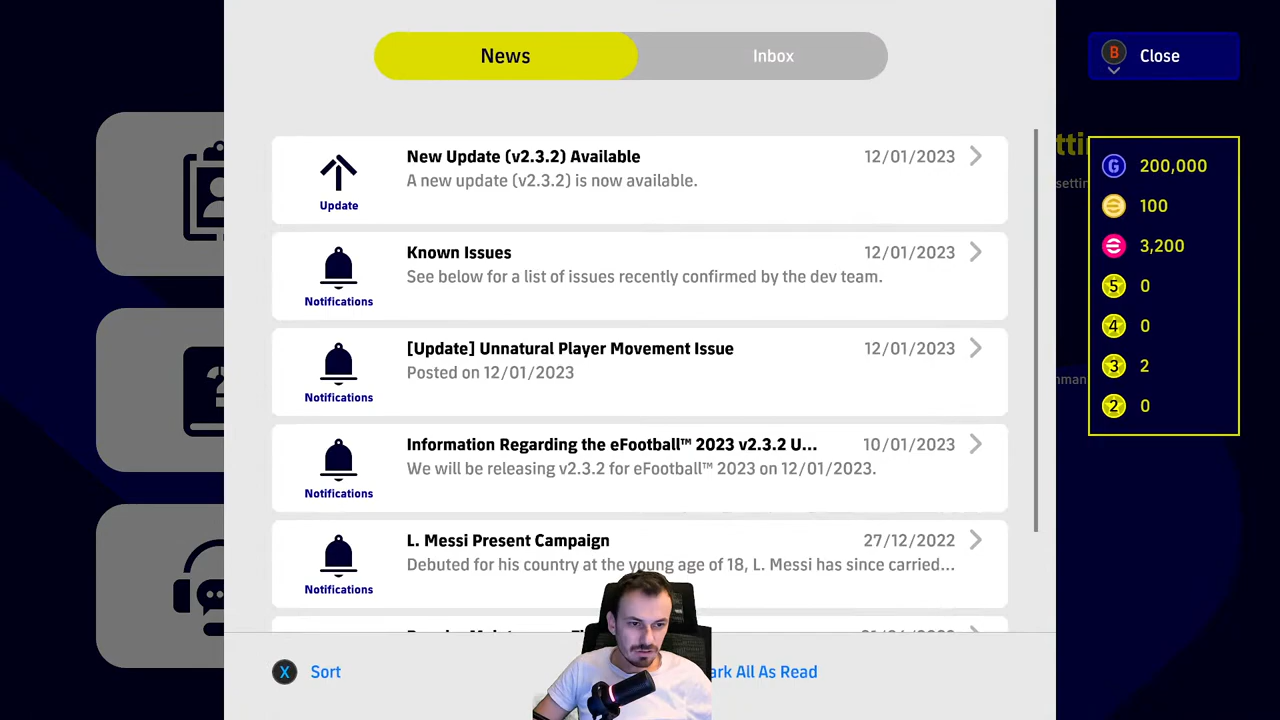 News
Inbox
B
Close
New Update (v2.3.2) Available
12/01/2023
A new update (v2.3.2) is now available.
Update
Known Issues
12/01/2023
See below for a list of issues recently confirmed by the dev team.
Notifications
[Update] Unnatural Player Movement Issue
12/01/2023
Posted on 12/01/2023
Notifications
Information Regarding the eFootball™ 2023 v2.3.2 U...
10/01/2023
We will be releasing v2.3.2 for eFootball™ 2023 on 12/01/2023.
Notifications
L. Messi Present Campaign
27/12/2022
Debuted for his country at the young age of 18, L. Messi has since carried...
Notifications
X
Sort
ark All As Read
G
200,000
100
3,200
5
0
4
0
3
2
2
0